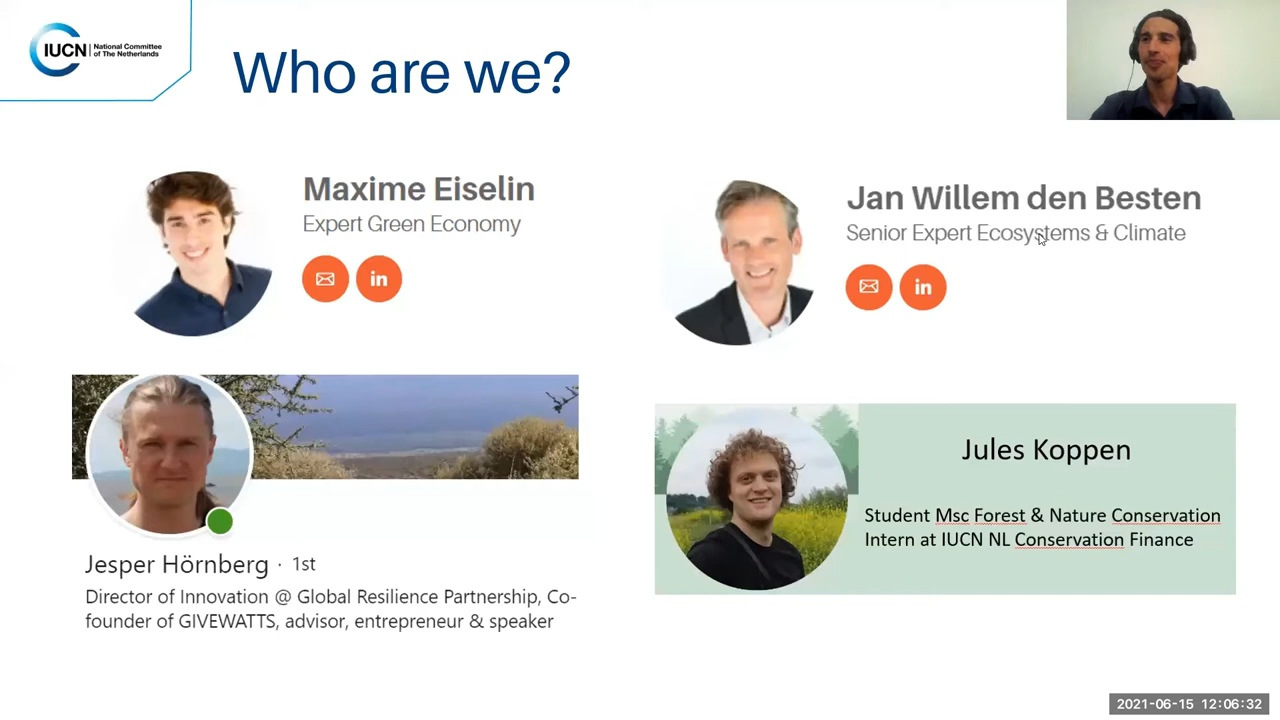 IUCN National Committee
of The Netherlands
Who are we?
Maxime Eiselin
Expert Green Economy
in
Jan Willem den Besten
Senior Expert Ecosystems & Climate
in
Jesper Hörnberg · 1st
Director of Innovation @ Global Resilience Partnership, Co-
founder of GIVEWATTS, advisor, entrepreneur & speaker
Jules Koppen
Student Msc Forest & Nature Conservation
Intern at IUCN NL Conservation Finance
2021-06-15 12:06:32